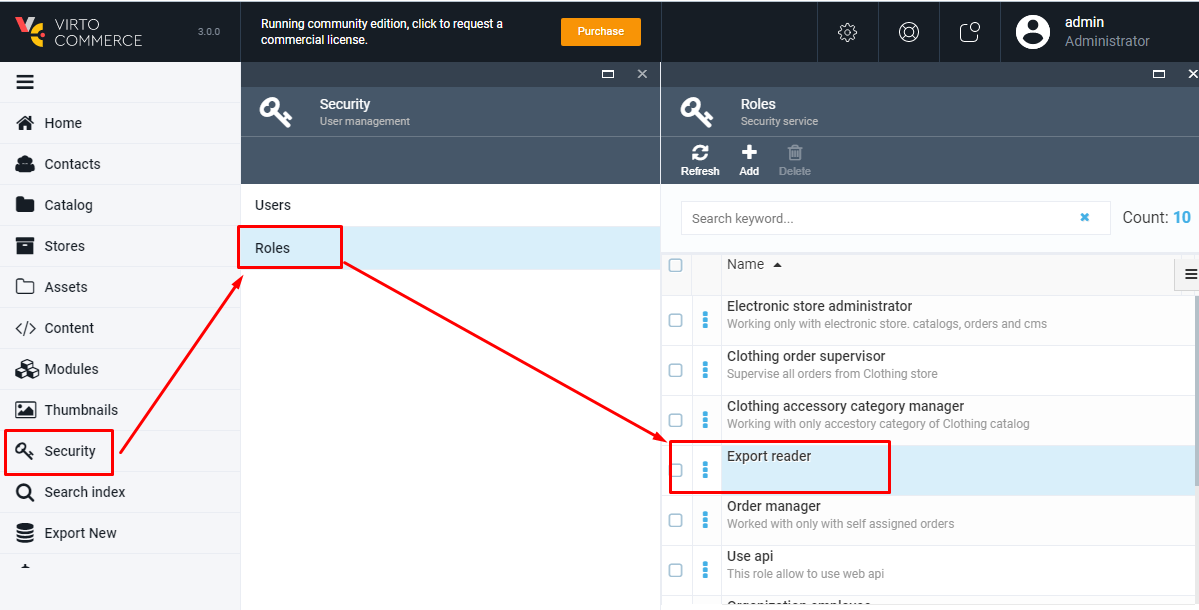 VIRTO
COMMERCE
3.0.0
Running community edition, click to request a
commercial license.
Purchase
admin
Administrator
Home
Contacts
Catalog
Stores
Assets
Content
Modules
Thumbnails
Security
Search index
Export New
Security
User management
Users
Roles
Roles
Security service
Refresh
Add
Delete
Search keyword...
Count: 10
Name
Electronic store administrator
Working only with electronic store. catalogs, orders and cms
Clothing order supervisor
Supervise all orders from Clothing store
Clothing accessory category manager
Working with only accestory category of Clothing catalog
Export reader
Order manager
Worked with only with self assigned orders
Use api
This role allow to use web api
Organization employee